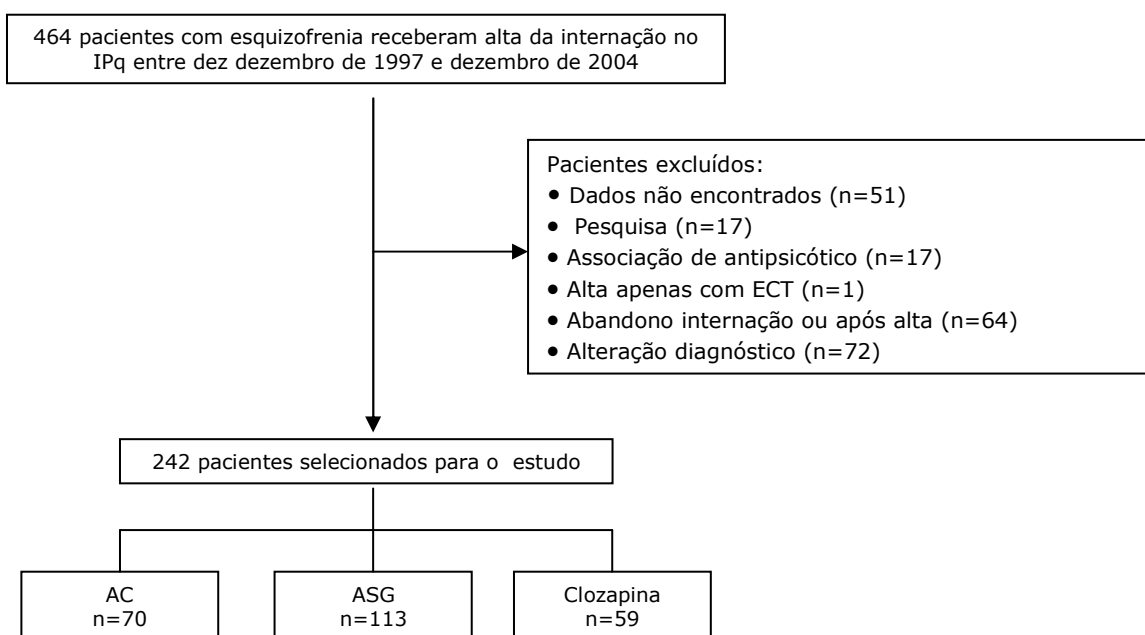 464 pacientes com esquizofrenia receberam alta da internação no
IPq entre dez dezembro de 1997 e dezembro de 2004
Pacientes excluídos:
• Dados não encontrados (n=51)
• Pesquisa (n=17)
• Associação de antipsicótico (n=17)
• Alta apenas com ECT (n=1)
• Abandono internação ou após alta (n=64)
• Alteração diagnóstico (n=72)
242 pacientes selecionados para o estudo
AC
n=70
ASG
n=113
Clozapina
n=59